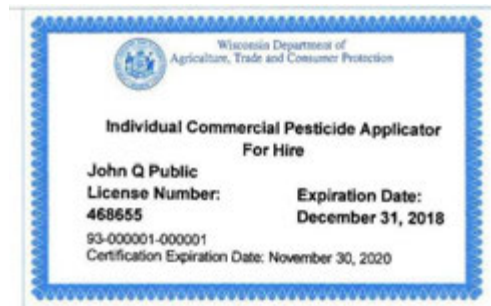 Wisconsin Department of
Agriculture, Trade and Consumer Protection
Individual Commercial Pesticide Applicator
For Hire
John Q Public
License Number:
468655
Expiration Date:
December 31, 2018
93-000001-000001
Certification Expiration Date: November 30, 2020